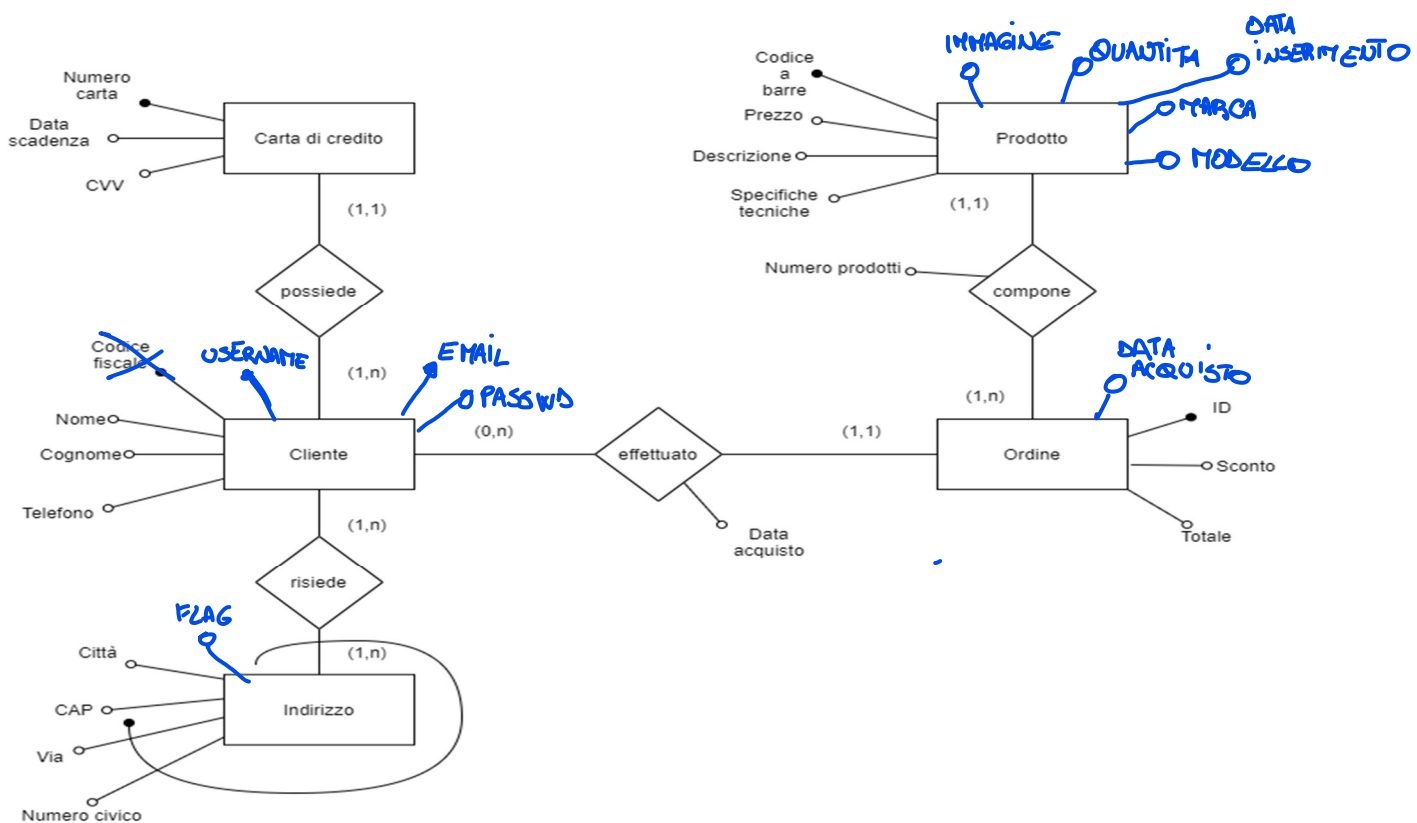 Numero
carta
Data
scadenza
CVV
Carta di credito
(1,1)
possiede
(1,n)
Codice
fiscale
USERNAME
EMAIL
PASSWD
Nome
Cognome
Telefono
Cliente
(0,n)
effettuato
(1,1)
Data
acquisto
(1,n)
risiede
FLAG
(1,n)
Città
CAP
Via
Numero civico
Indirizzo
Codice
a
barre
Prezzo
Descrizione
Specifiche
tecniche
IMMAGINE
QUANTITA
DATA
INSERIMENTO
MARCA
MODELLO
Prodotto
(1,1)
Numero prodotti
compone
(1,n)
DATA
ACQUISTO
ID
Sconto
Totale
Ordine